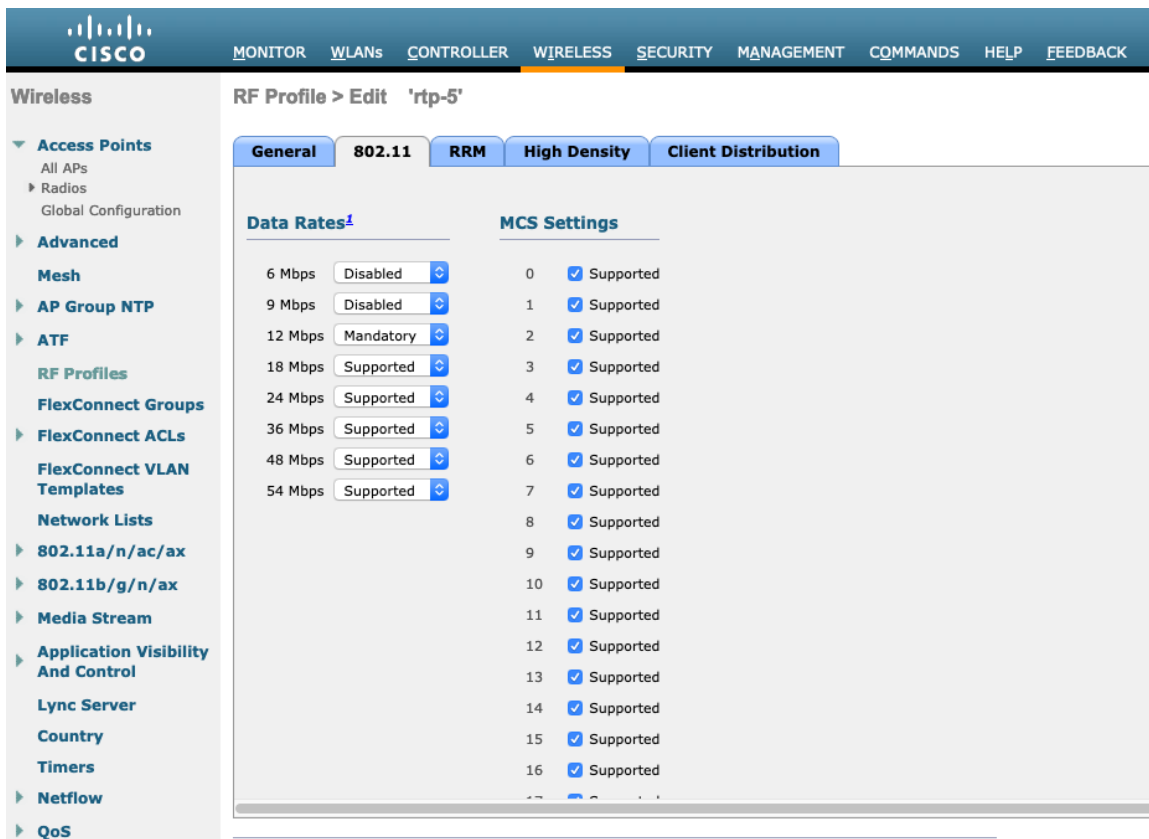 CISCO
MONITOR WLANs CONTROLLER WIRELESS SECURITY MANAGEMENT COMMANDS HELP FEEDBACK
Wireless
Access Points
All APs
Radios
Global Configuration
Advanced
Mesh
AP Group NTP
ATF
RF Profiles
FlexConnect Groups
FlexConnect ACLs
FlexConnect VLAN
Templates
Network Lists
802.11a/n/ac/ax
802.11b/g/n/ax
Media Stream
Application Visibility
And Control
Lync Server
Country
Timers
Netflow
QoS
RF Profile > Edit 'rtp-5'
General 802.11 RRM High Density Client Distribution
Data Rates1
6 Mbps Disabled
9 Mbps Disabled
12 Mbps Mandatory
18 Mbps Supported
24 Mbps Supported
36 Mbps Supported
48 Mbps Supported
54 Mbps Supported
MCS Settings
0 Supported
1 Supported
2 Supported
3 Supported
4 Supported
5 Supported
6 Supported
7 Supported
8 Supported
9 Supported
10 Supported
11 Supported
12 Supported
13 Supported
14 Supported
15 Supported
16 Supported